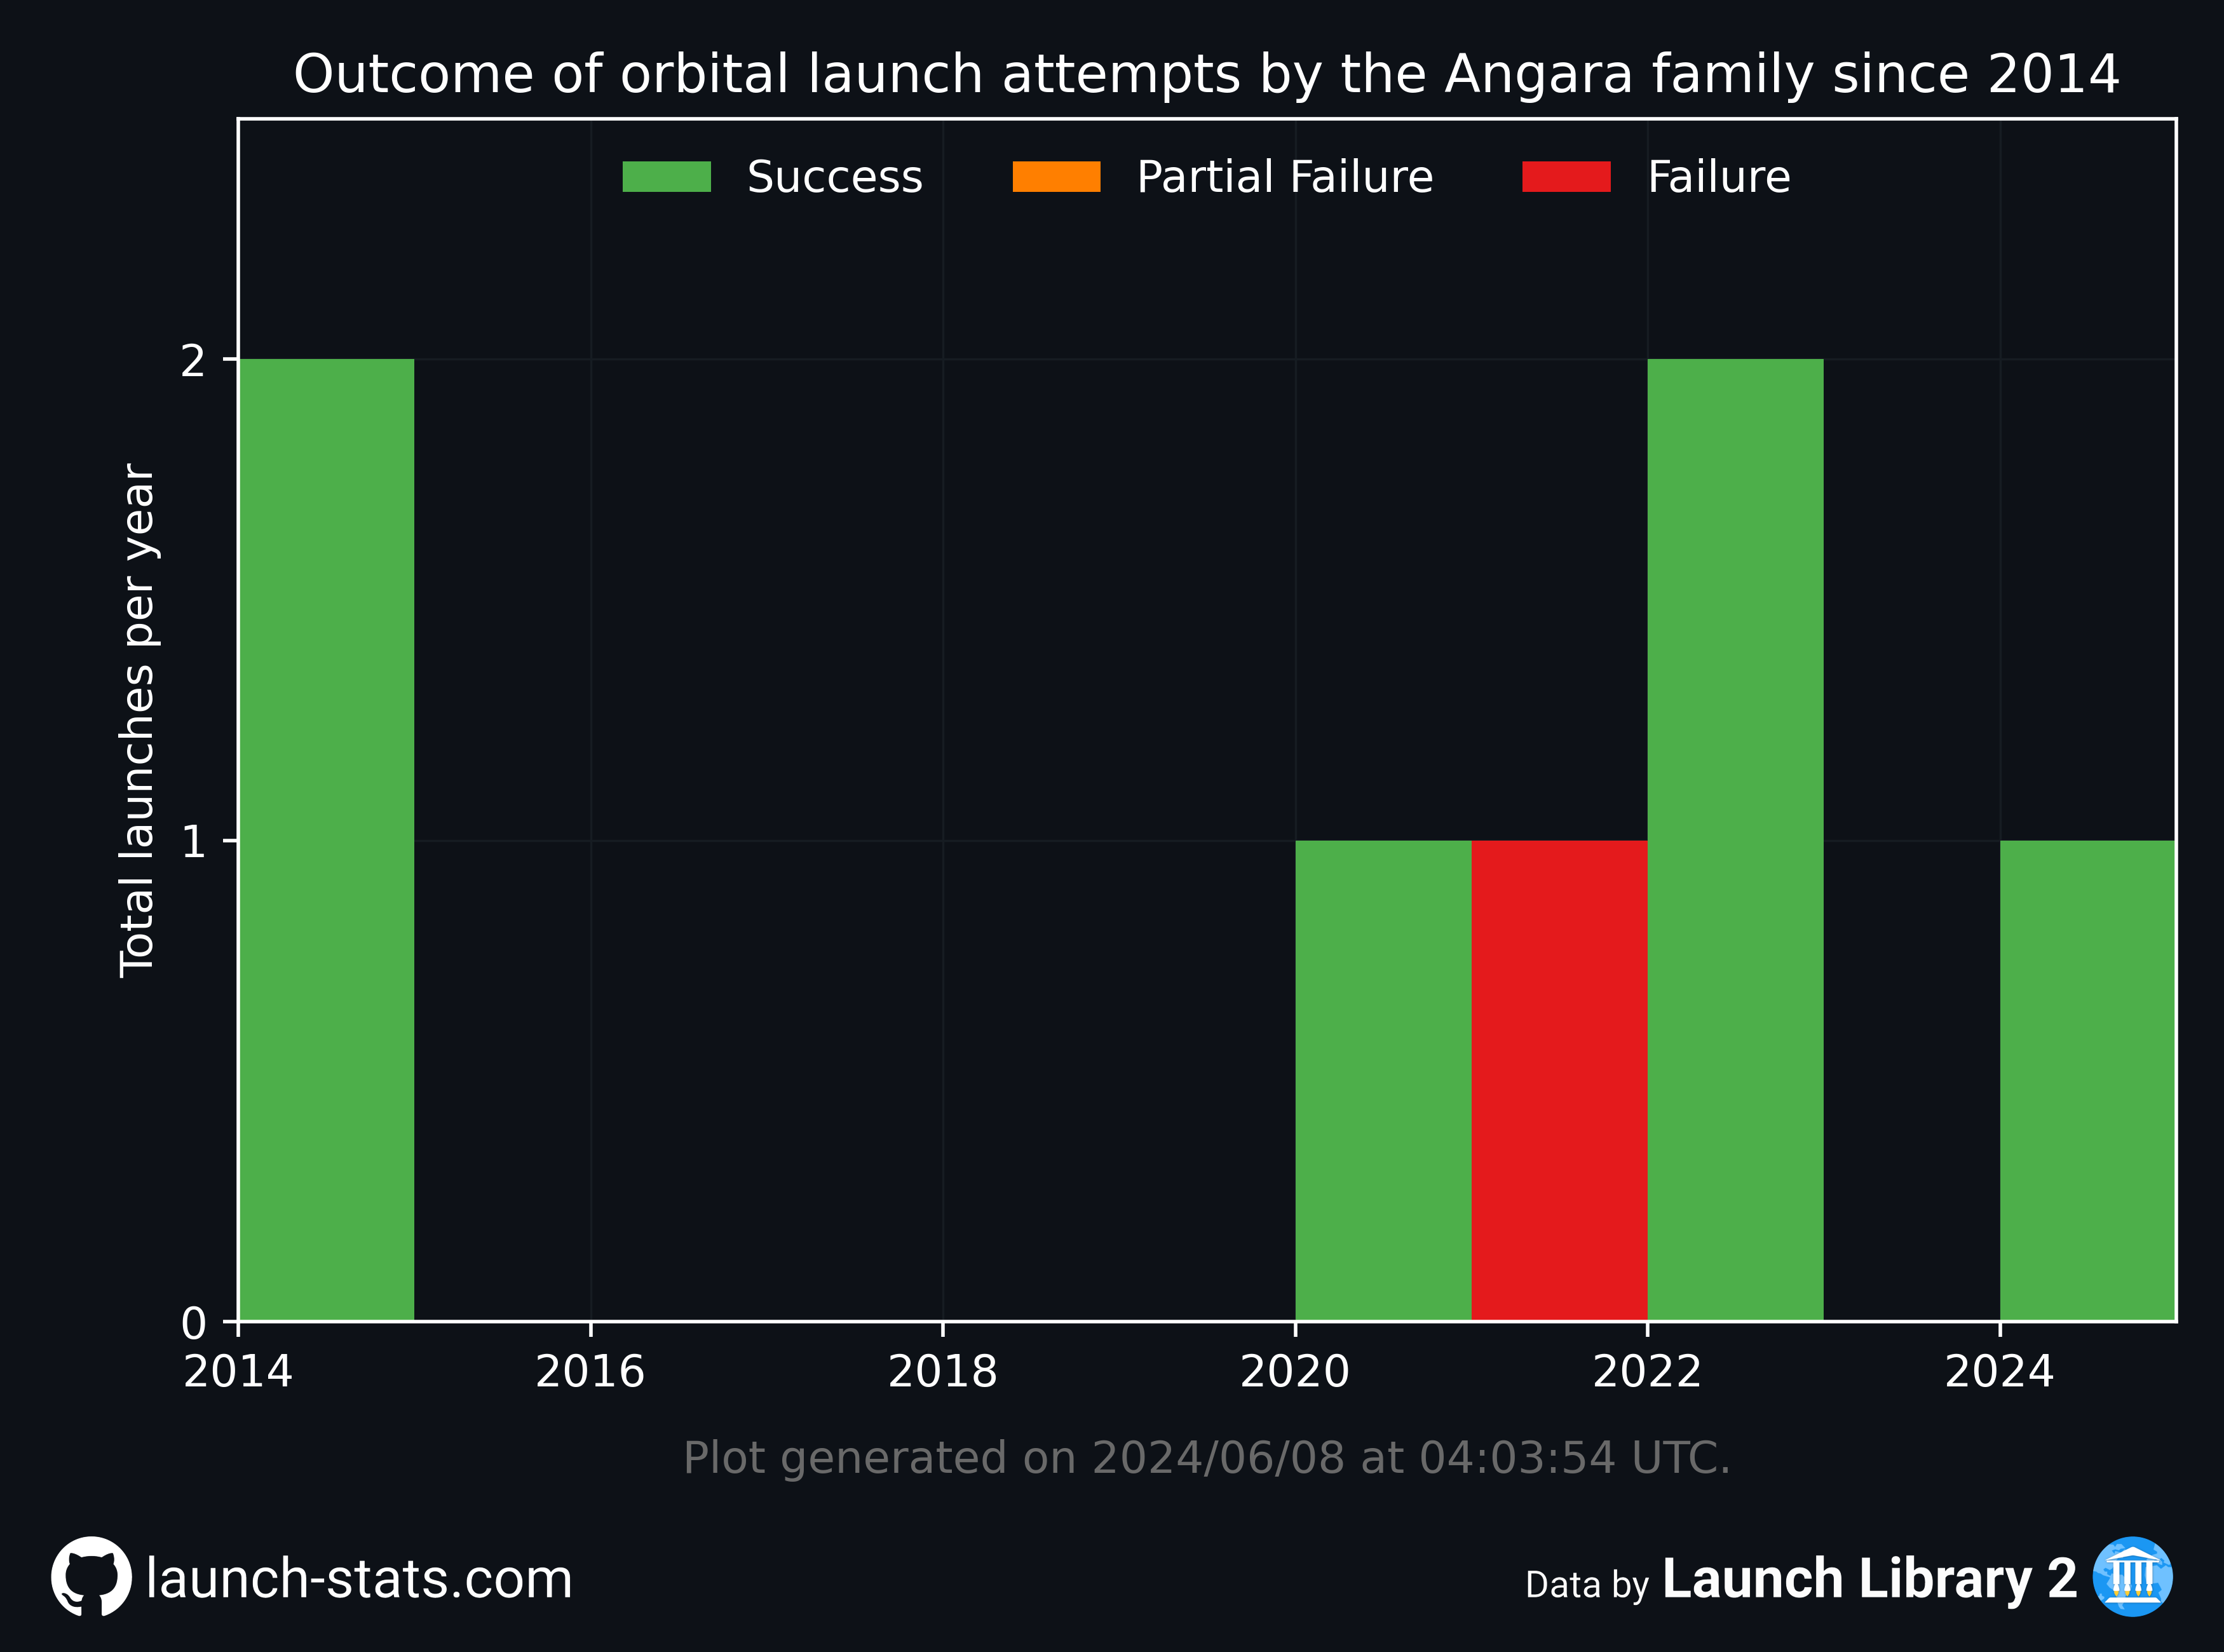 Outcome of orbital launch attempts by the Angara family since 2014
Success Partial Failure Failure
Total launches per year
2
1
0
2014 2016 2018 2020 2022 2024
Plot generated on 2024/06/08 at 04:03:54 UTC.
launch-stats.com
Data by Launch Library 2